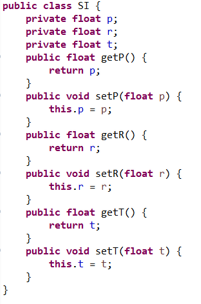 public class SI {
    private float p;
    private float r;
    private float t;
    public float getP() {
        return p;
    }
    public void setP(float p) {
        this.p = p;
    }
    public float getR() {
        return r;
    }
    public void setR(float r) {
        this.r = r;
    }
    public float getT() {
        return t;
    }
    public void setT(float t) {
        this.t = t;
    }
}